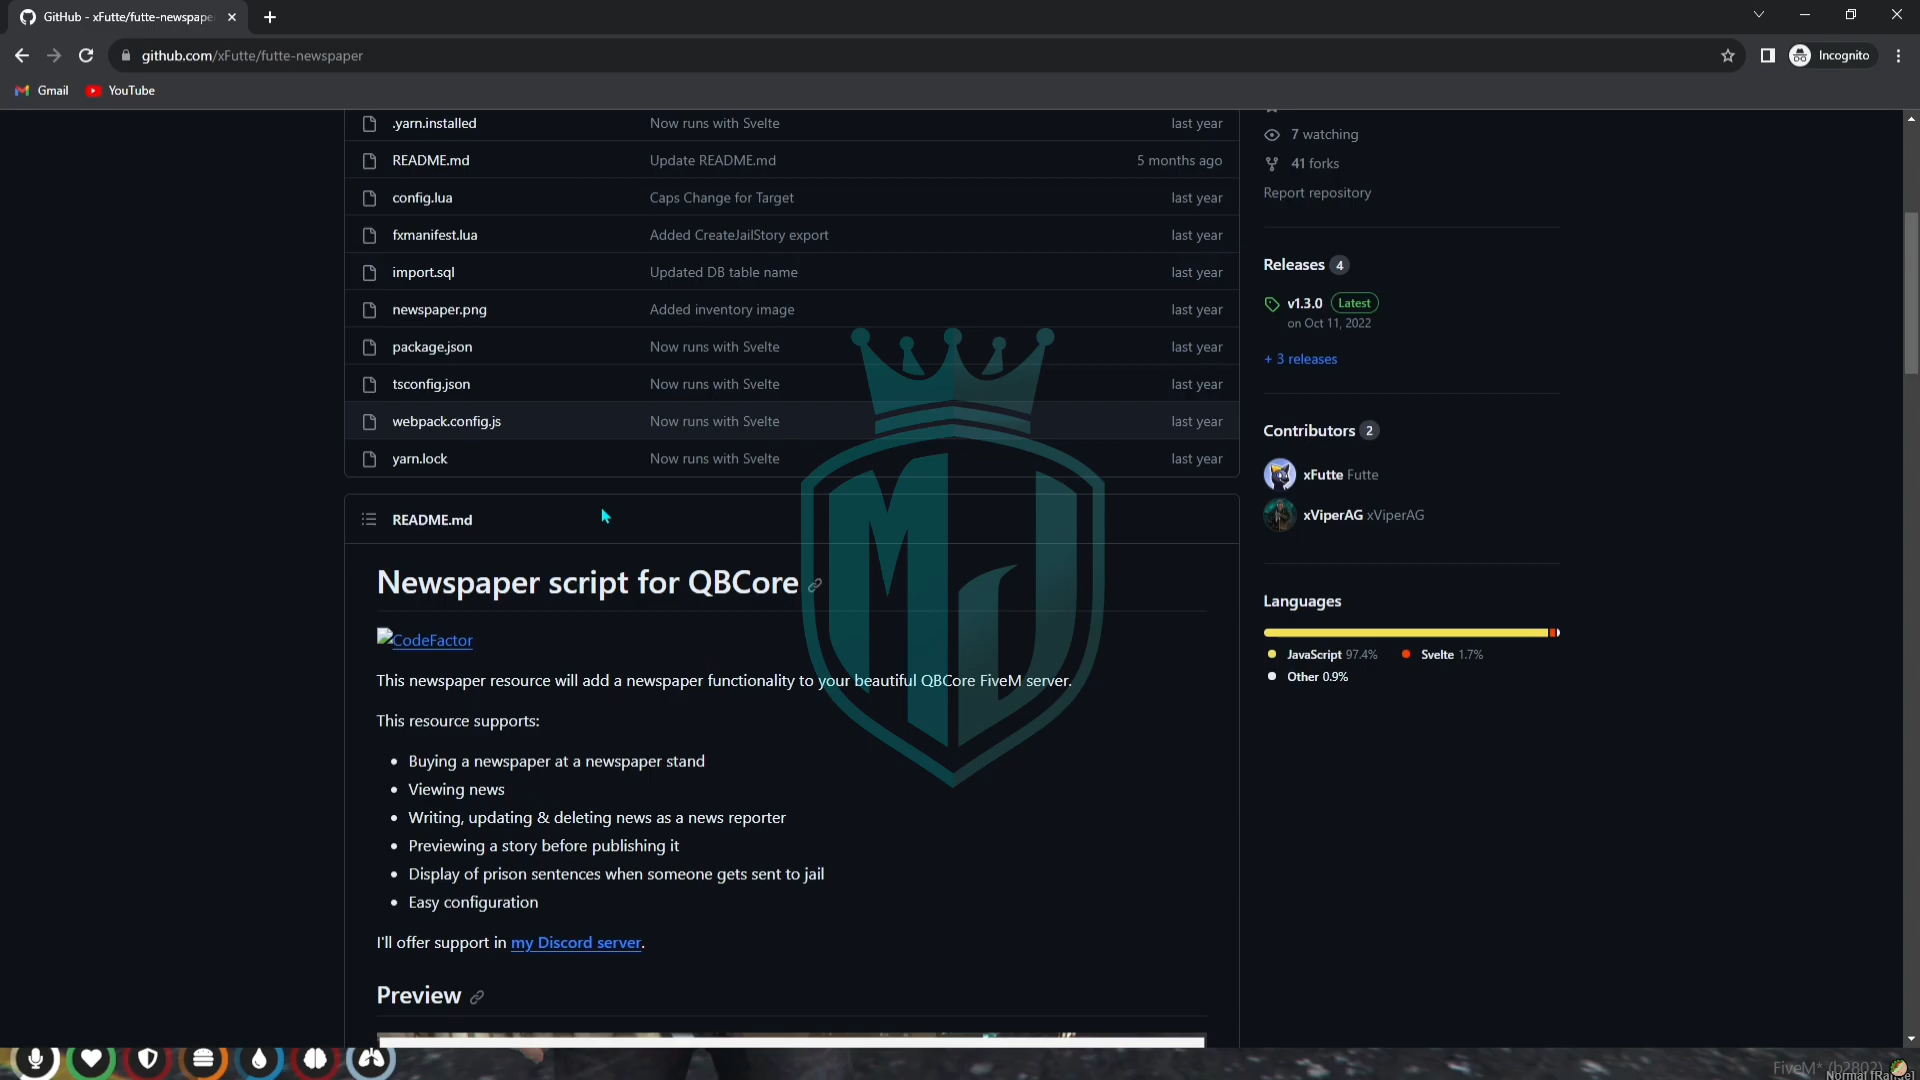 GitHub - xFutte/futte-newspape
github.com/xFutte/futte-newspaper
Incognito
Gmail
YouTube
.yarn.installed Now runs with Svelte last year
README.md Update README.md 5 months ago
config.lua Caps Change for Target last year
fxmanifest.lua Added CreateJailStory export last year
import.sql Updated DB table name last year
newspaper.png Added inventory image last year
package.json Now runs with Svelte last year
tsconfig.json Now runs with Svelte last year
webpack.config.js Now runs with Svelte last year
yarn.lock Now runs with Svelte last year
README.md
Newspaper script for QBCore
CodeFactor
This newspaper resource will add a newspaper functionality to your beautiful QBCore FiveM server.
This resource supports:
Buying a newspaper at a newspaper stand
Viewing news
Writing, updating & deleting news as a news reporter
Previewing a story before publishing it
Display of prison sentences when someone gets sent to jail
Easy configuration
I'll offer support in my Discord server.
Preview
7 watching
41 forks
Report repository
Releases 4
v1.3.0 Latest
on Oct 11, 2022
+ 3 releases
Contributors 2
xFutte Futte
xViperAG xViperAG
Languages
JavaScript 97.4% Svelte 1.7%
Other 0.9%
MJ
FiveM* (b2802)
Normal [Range]